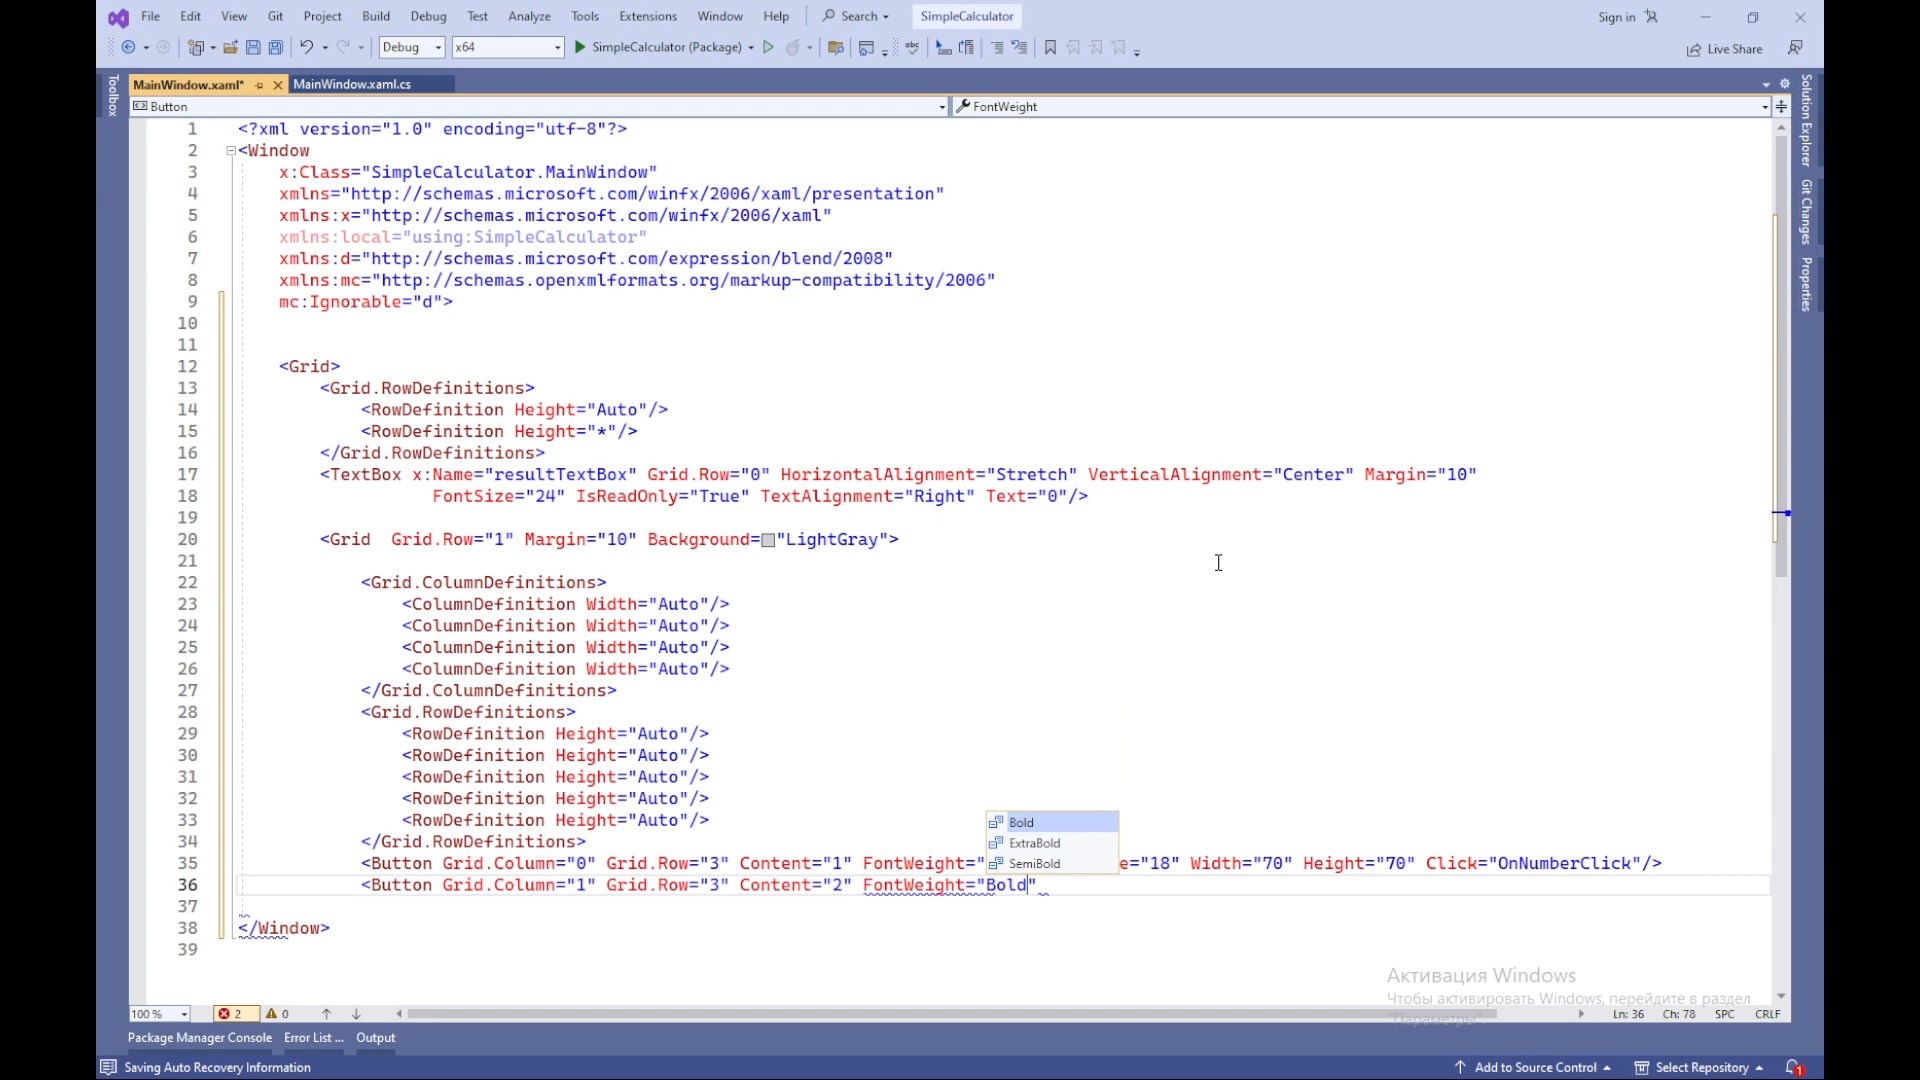 File Edit View Git Project Build Debug Test Analyze Tools Extensions Window Help Search SimpleCalculator Sign in
Debug x64 SimpleCalculator (Package) Live Share
Toolbox
MainWindow.xaml* MainWindow.xaml.cs
Button FontWeight
1 <?xml version="1.0" encoding="utf-8"?>
2 <Window
3 x:Class="SimpleCalculator.MainWindow"
4 xmlns="http://schemas.microsoft.com/winfx/2006/xaml/presentation"
5 xmlns:x="http://schemas.microsoft.com/winfx/2006/xaml"
6 xmlns:local="using:SimpleCalculator"
7 xmlns:d="http://schemas.microsoft.com/expression/blend/2008"
8 xmlns:mc="http://schemas.openxmlformats.org/markup-compatibility/2006"
9 mc:Ignorable="d">
10
11
12 <Grid>
13 <Grid.RowDefinitions>
14 <RowDefinition Height="Auto"/>
15 <RowDefinition Height="*"/>
16 </Grid.RowDefinitions>
17 <TextBox x:Name="resultTextBox" Grid.Row="0" HorizontalAlignment="Stretch" VerticalAlignment="Center" Margin="10"
18 FontSize="24" IsReadOnly="True" TextAlignment="Right" Text="0"/>
19
20 <Grid Grid.Row="1" Margin="10" Background="LightGray">
21
22 <Grid.ColumnDefinitions>
23 <ColumnDefinition Width="Auto"/>
24 <ColumnDefinition Width="Auto"/>
25 <ColumnDefinition Width="Auto"/>
26 <ColumnDefinition Width="Auto"/>
27 </Grid.ColumnDefinitions>
28 <Grid.RowDefinitions>
29 <RowDefinition Height="Auto"/>
30 <RowDefinition Height="Auto"/>
31 <RowDefinition Height="Auto"/>
32 <RowDefinition Height="Auto"/>
33 <RowDefinition Height="Auto"/>
34 </Grid.RowDefinitions>
35 <Button Grid.Column="0" Grid.Row="3" Content="1" FontWeight=" e="18" Width="70" Height="70" Click="OnNumberClick"/>
36 <Button Grid.Column="1" Grid.Row="3" Content="2" FontWeight="Bold"
37
38 </Window>
39
Bold
ExtraBold
SemiBold
Solution Explorer
Git Changes
Properties
Активация Windows
Чтобы активировать Windows, перейдите в раздел
"Параметры".
100 % 2 0 Ln: 36 Ch: 78 SPC CRLF
Package Manager Console Error List ... Output
Saving Auto Recovery Information Add to Source Control Select Repository 1